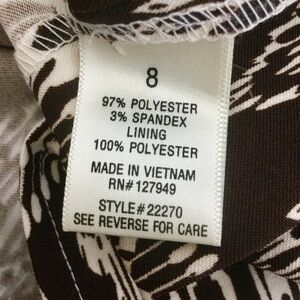 8
97% POLYESTER
3% SPANDEX
LINING
100% POLYESTER
MADE IN VIETNAM
RN#127949
STYLE#22270
SEE REVERSE FOR CARE